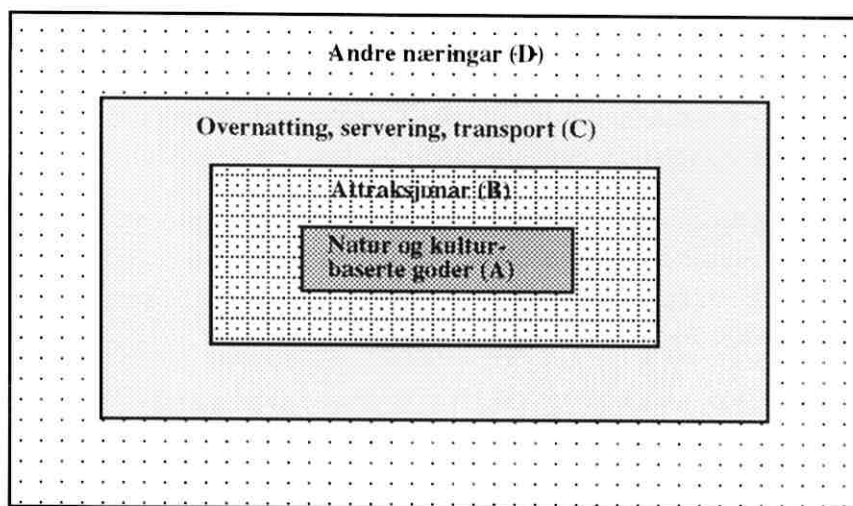 Andre næringar (D)
Overnatting, servering, transport (C)
Attraksjonar (B)
Natur og kultur-
baserte goder (A)